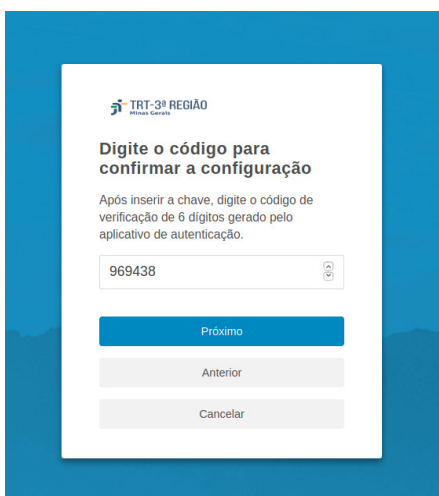 TRT-3ª REGIÃO
Minas Gerais
Digite o código para
confirmar a configuração
Após inserir a chave, digite o código de
verificação de 6 dígitos gerado pelo
aplicativo de autenticação.
969438
Próximo
Anterior
Cancelar